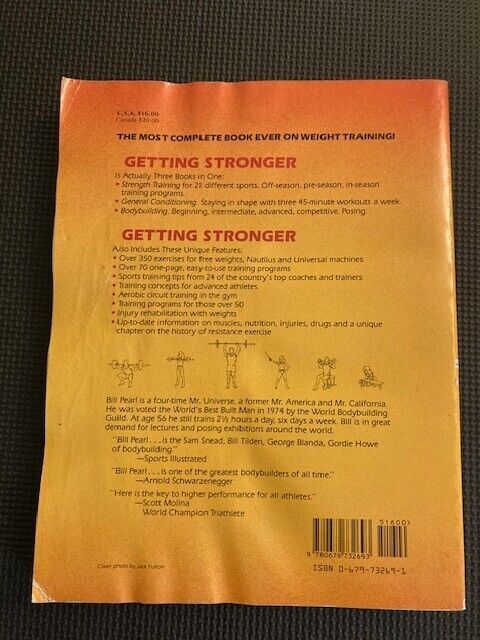 U.S.A. $16.00
Canada $20.00
THE MOST COMPLETE BOOK EVER ON WEIGHT TRAINING!
GETTING STRONGER
Is Actually Three Books in One:
• Strength Training for 21 different sports. Off-season, pre-season, in-season
training programs.
• General Conditioning. Staying in shape with three 45-minute workouts a week.
• Bodybuilding. Beginning, intermediate, advanced, competitive. Posing.
GETTING STRONGER
Also Includes These Unique Features:
• Over 350 exercises for free weights, Nautilus and Universal machines
• Over 70 one-page, easy-to-use training programs
• Sports training tips from 24 of the country's top coaches and trainers
• Training concepts for advanced athletes
• Aerobic circuit training in the gym
• Training programs for those over 50
• Injury rehabilitation with weights
• Up-to-date information on muscles, nutrition, injuries, drugs and a unique
chapter on the history of resistance exercise
Bill Pearl is a four-time Mr. Universe, a former Mr. America and Mr. California.
He was voted the World's Best Built Man in 1974 by the World Bodybuilding
Guild. At age 56 he still trains 2½ hours a day, six days a week. Bill is in great
demand for lectures and posing exhibitions around the world.
"Bill Pearl . . . is the Sam Snead, Bill Tilden, George Blanda, Gordie Howe
of bodybuilding."
—Sports Illustrated
"Bill Pearl . . . is one of the greatest bodybuilders of all time."
—Arnold Schwarzenegger
"Here is the key to higher performance for all athletes."
—Scott Molina
World Champion Triathlete
51600>
9 780679 732693
ISBN 0-679-73269-1
Cover photo by Jack Fulton